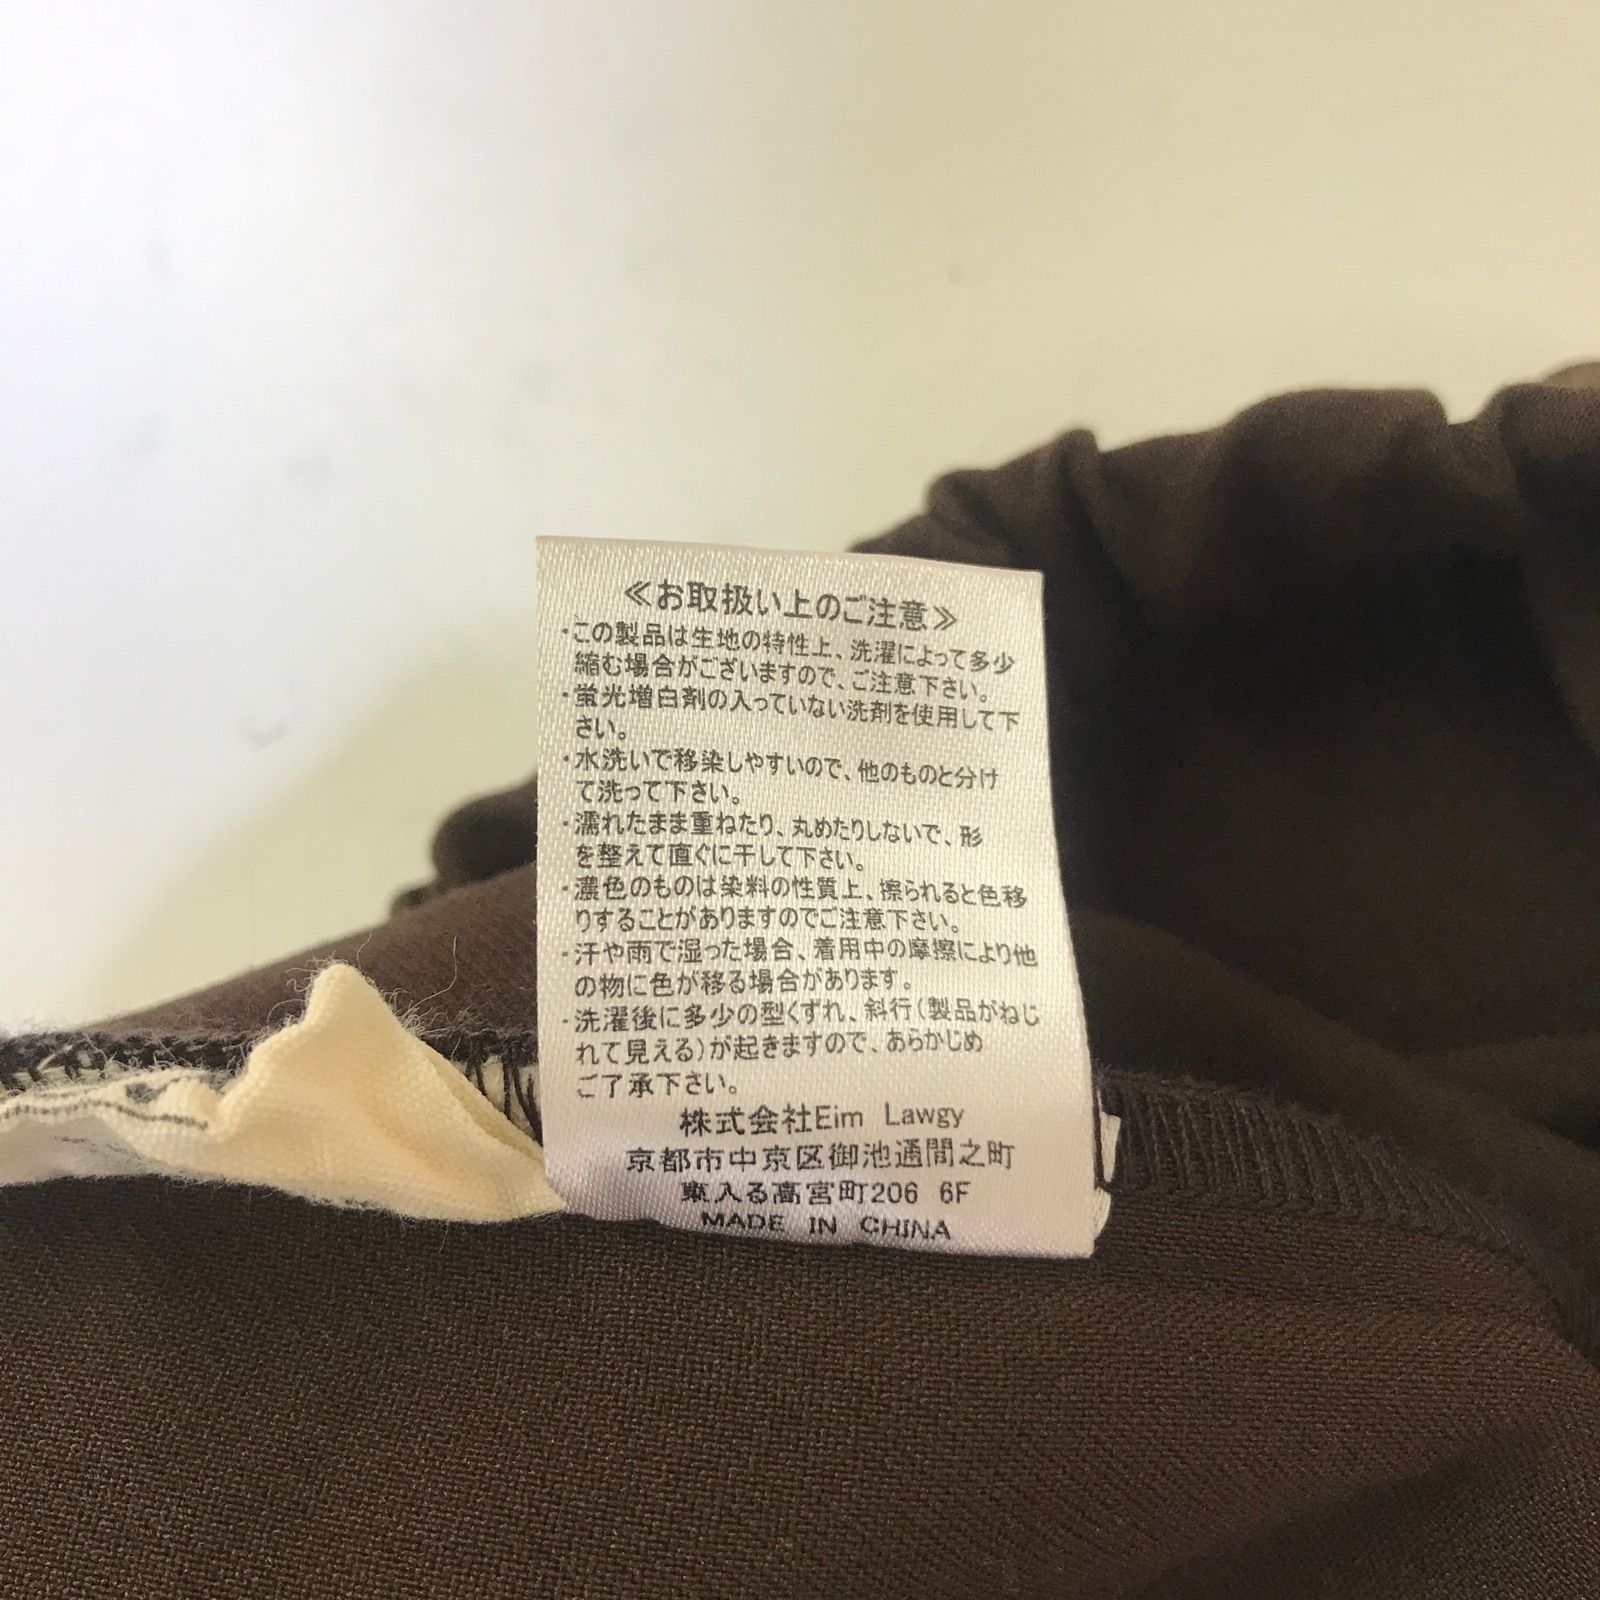 ≪お取扱い上のご注意≫
・この製品は生地の特性上、洗濯によって多少
縮む場合がございますので、ご注意下さい。
・蛍光増白剤の入っていない洗剤を使用して下
さい。
・水洗いで移染しやすいので、他のものと分け
て洗って下さい。
・濡れたまま重ねたり、丸めたりしないで、形
を整えて直ぐに干して下さい。
・濃色のものは染料の性質上、擦られると色移
りすることがありますのでご注意下さい。
・汗や雨で湿った場合、着用中の摩擦により他
の物に色が移る場合があります。
・洗濯後に多少の型くずれ、斜行(製品がねじ
れて見える)が起きますので、あらかじめ
ご了承下さい。
株式会社Eim Lawgy
京都市中京区御池通間之町
東入る高宮町206 6F
MADE IN CHINA